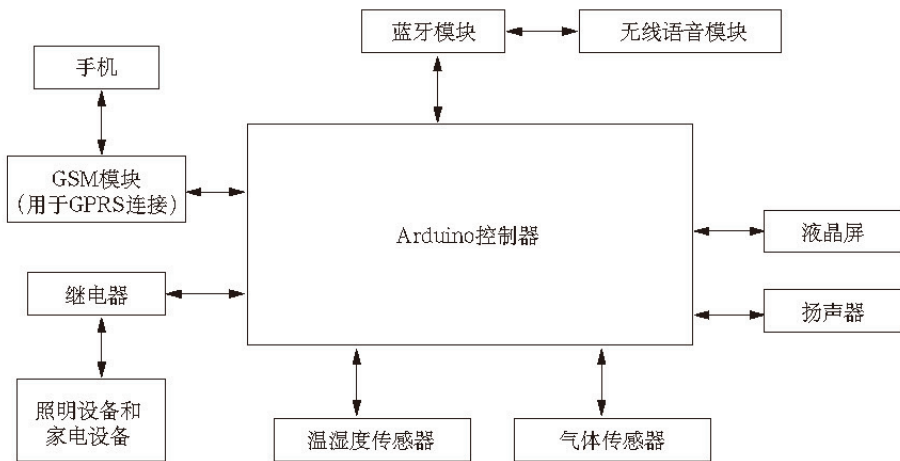 蓝牙模块
无线语音模块
手机
GSM模块
(用于GPRS连接)
Arduino控制器
液晶屏
继电器
扬声器
照明设备和
家电设备
温湿度传感器
气体传感器